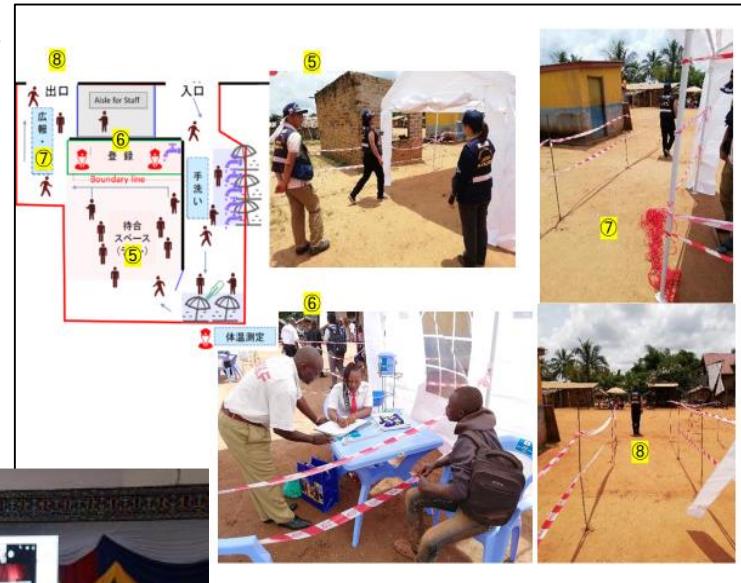 ⑧
出口
Aisle for Staff
入口
⑥
広報・
⑦
登録
Boundary line
手洗い
待合
スペース
⑤
体温測定
⑤
⑦
⑥
⑧